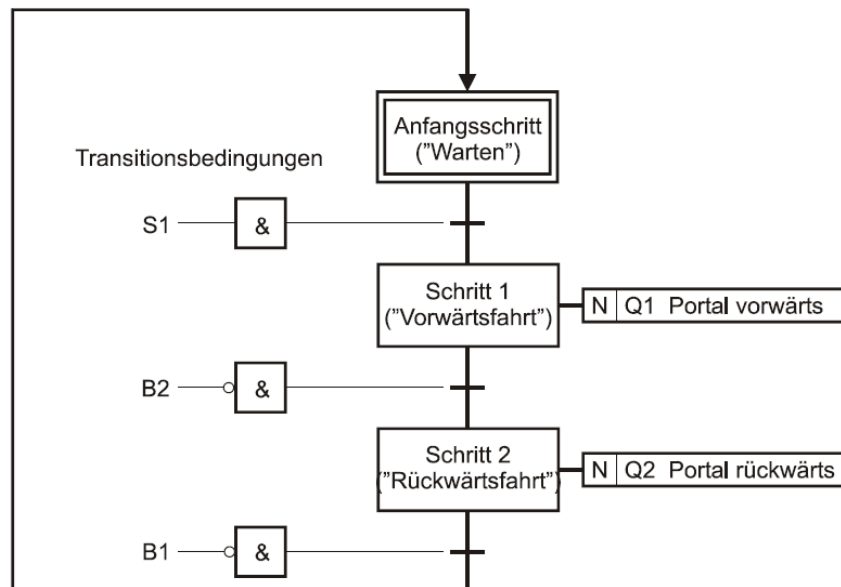 Anfangsschritt
("Warten")
Transitionsbedingungen
S1
&
Schritt 1
("Vorwärtsfahrt")
N Q1 Portal vorwärts
B2
&
Schritt 2
("Rückwärtsfahrt")
N Q2 Portal rückwärts
B1
&